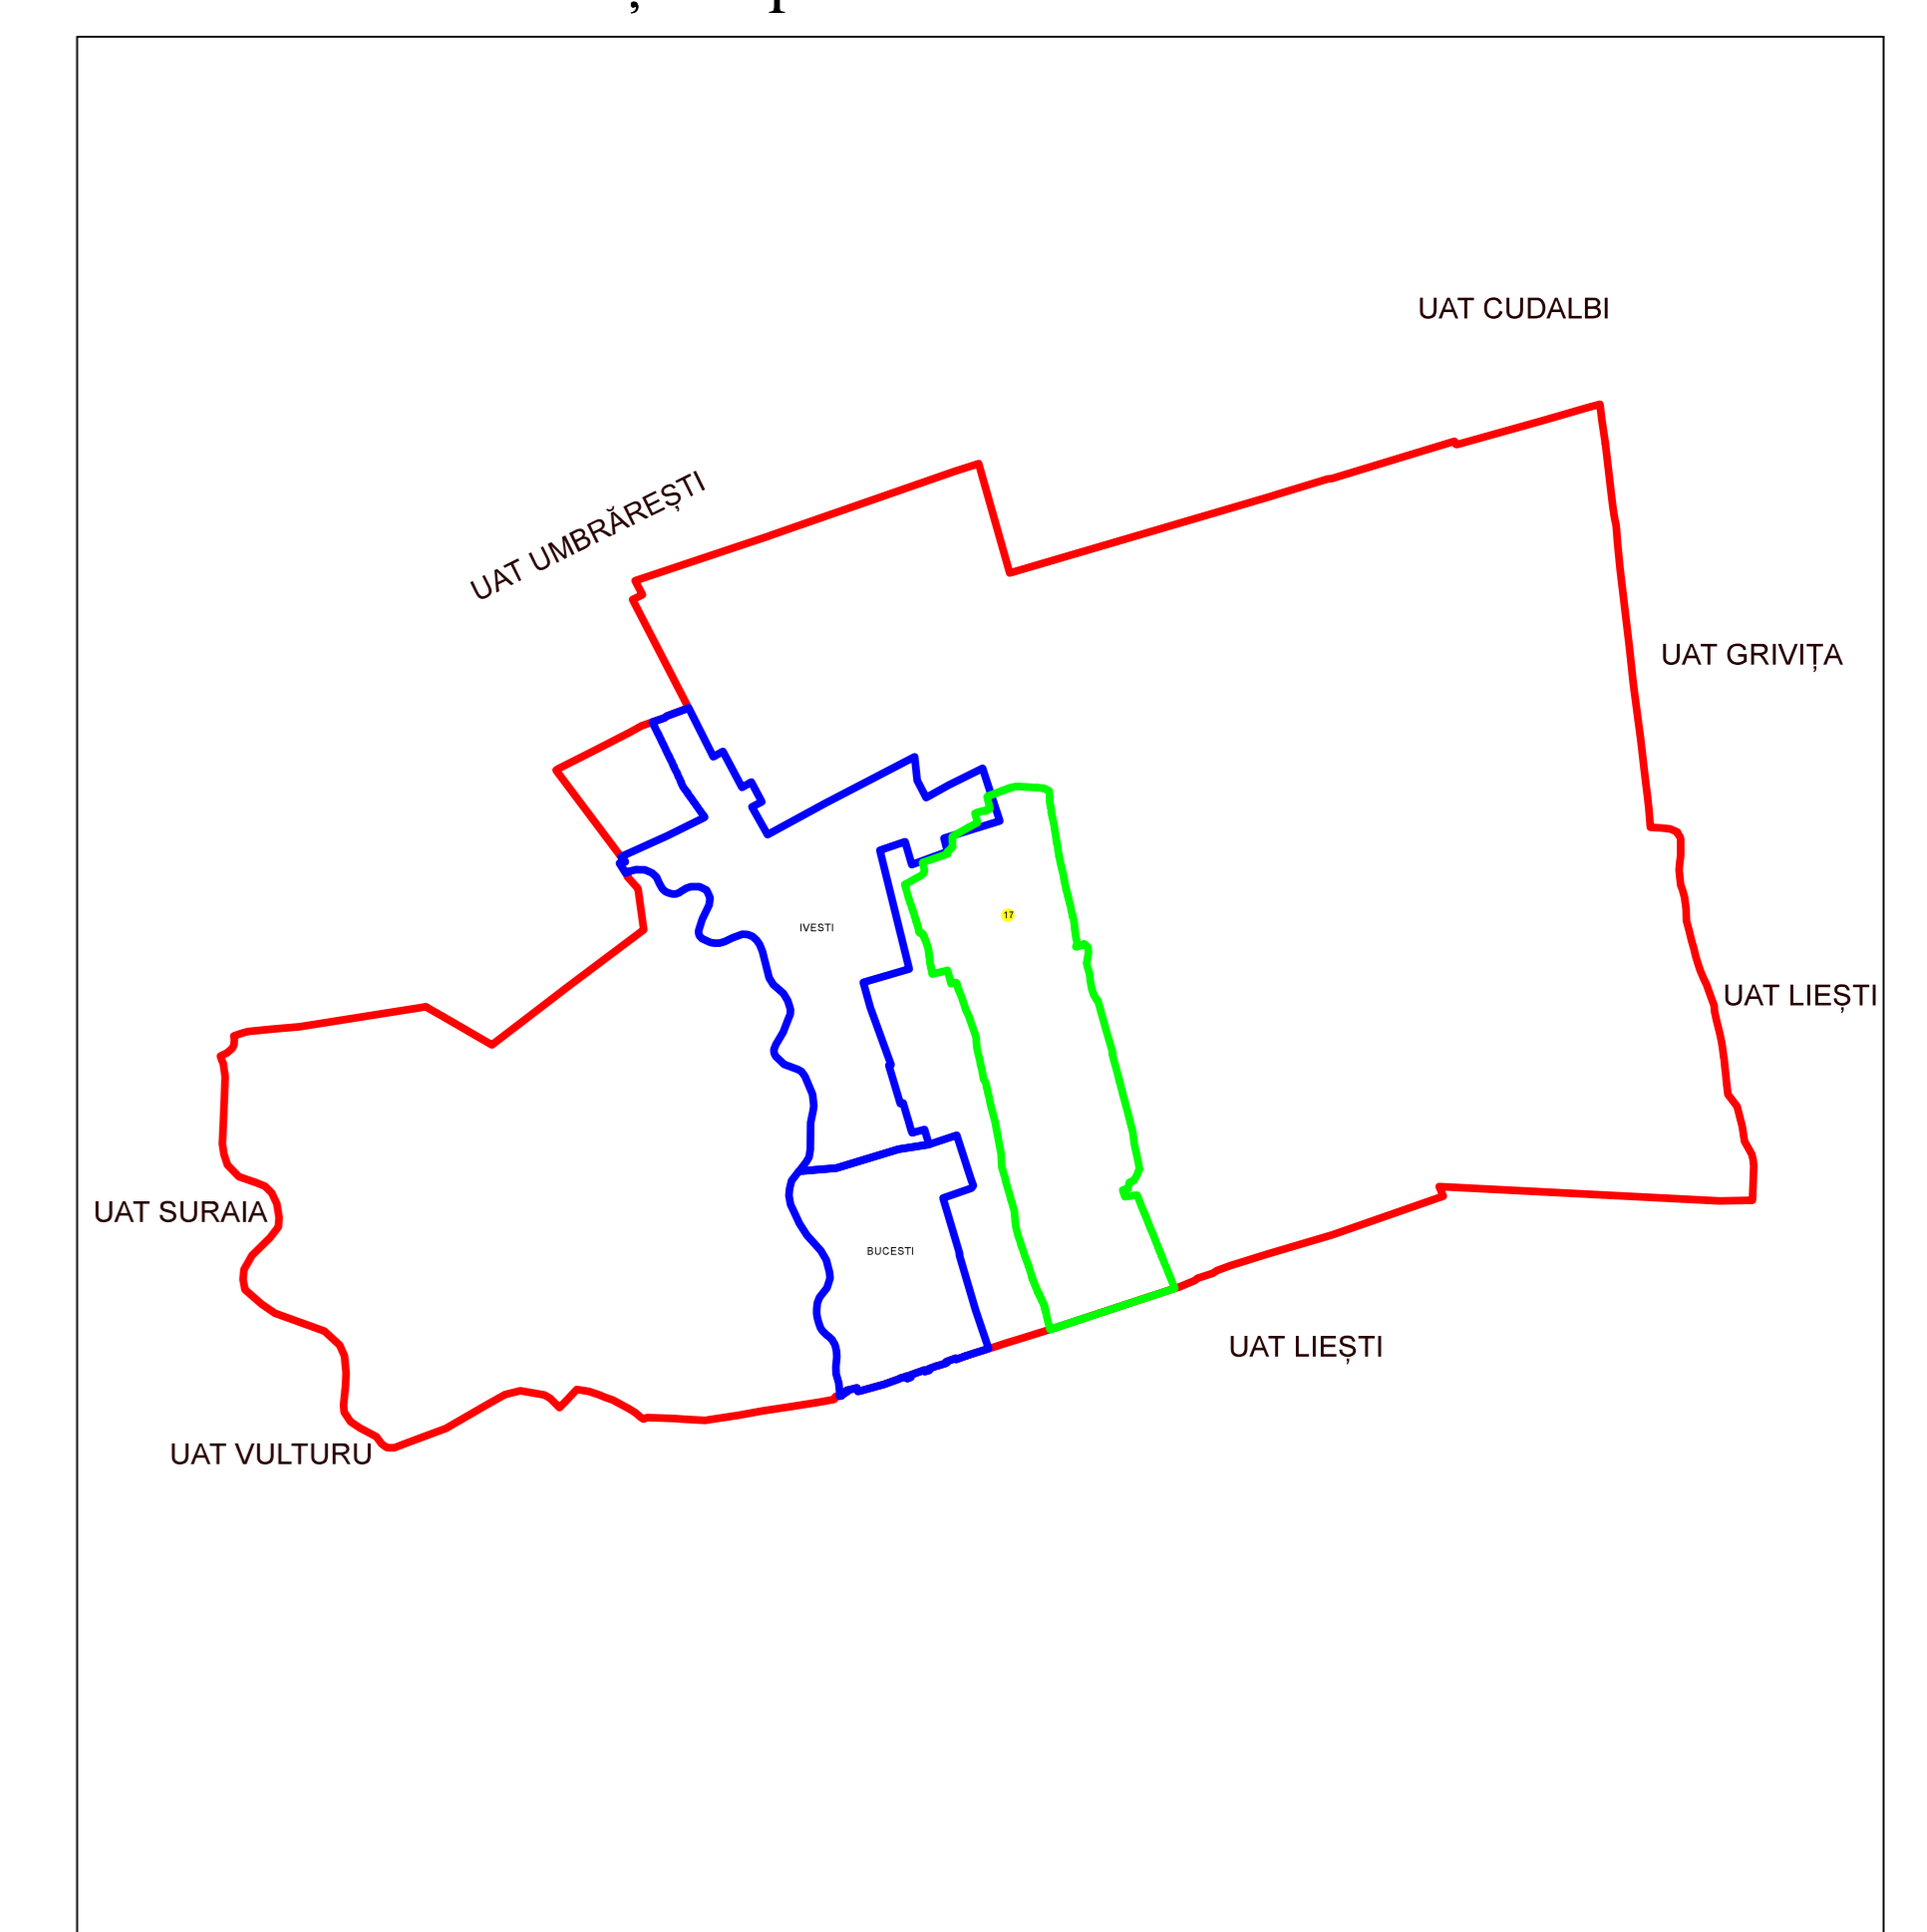 UAT CUDALBI
UAT UMBRĂREȘTI
UAT GRIVIȚA
17
IVESTI
UAT LIEȘTI
UAT SURAIA
BUCESTI
UAT LIEȘTI
UAT VULTURU